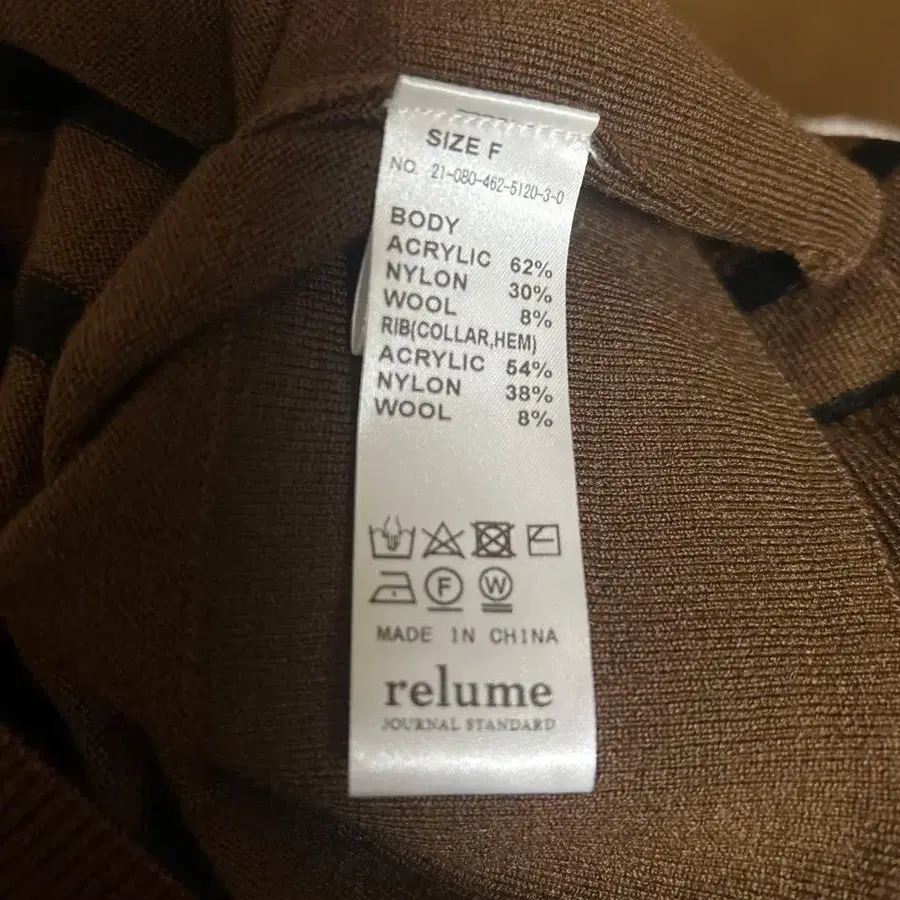 SIZE F
NO. 21-080-462-5120-3-0
BODY
ACRYLIC 62%
NYLON 30%
WOOL 8%
RIB(COLLAR,HEM)
ACRYLIC 54%
NYLON 38%
WOOL 8%
F W
MADE IN CHINA
relume
JOURNAL STANDARD